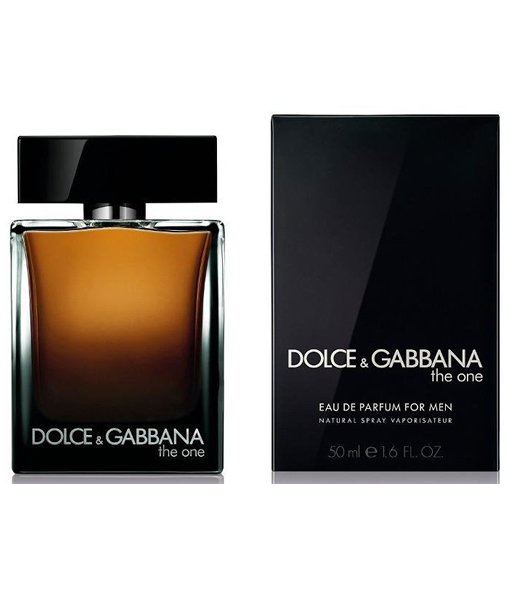 DOLCE & GABBANA
the one
DOLCE & GABBANA
the one
EAU DE PARFUM FOR MEN
NATURAL SPRAY VAPORISATEUR
50 ml e 1.6 FL. OZ.